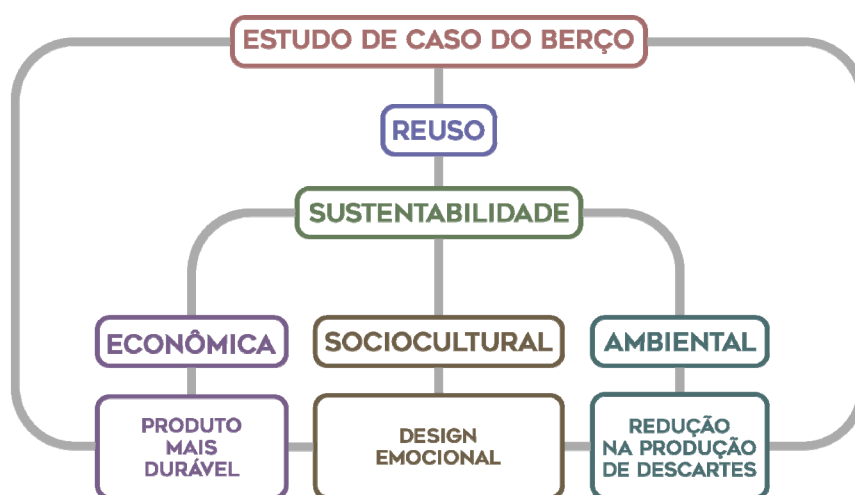 ESTUDO DE CASO DO BERÇO
REUSO
SUSTENTABILIDADE
ECONÔMICA
SOCIOCULTURAL
AMBIENTAL
PRODUTO
MAIS
DURÁVEL
DESIGN
EMOCIONAL
REDUÇÃO
NA PRODUÇÃO
DE DESCARTES